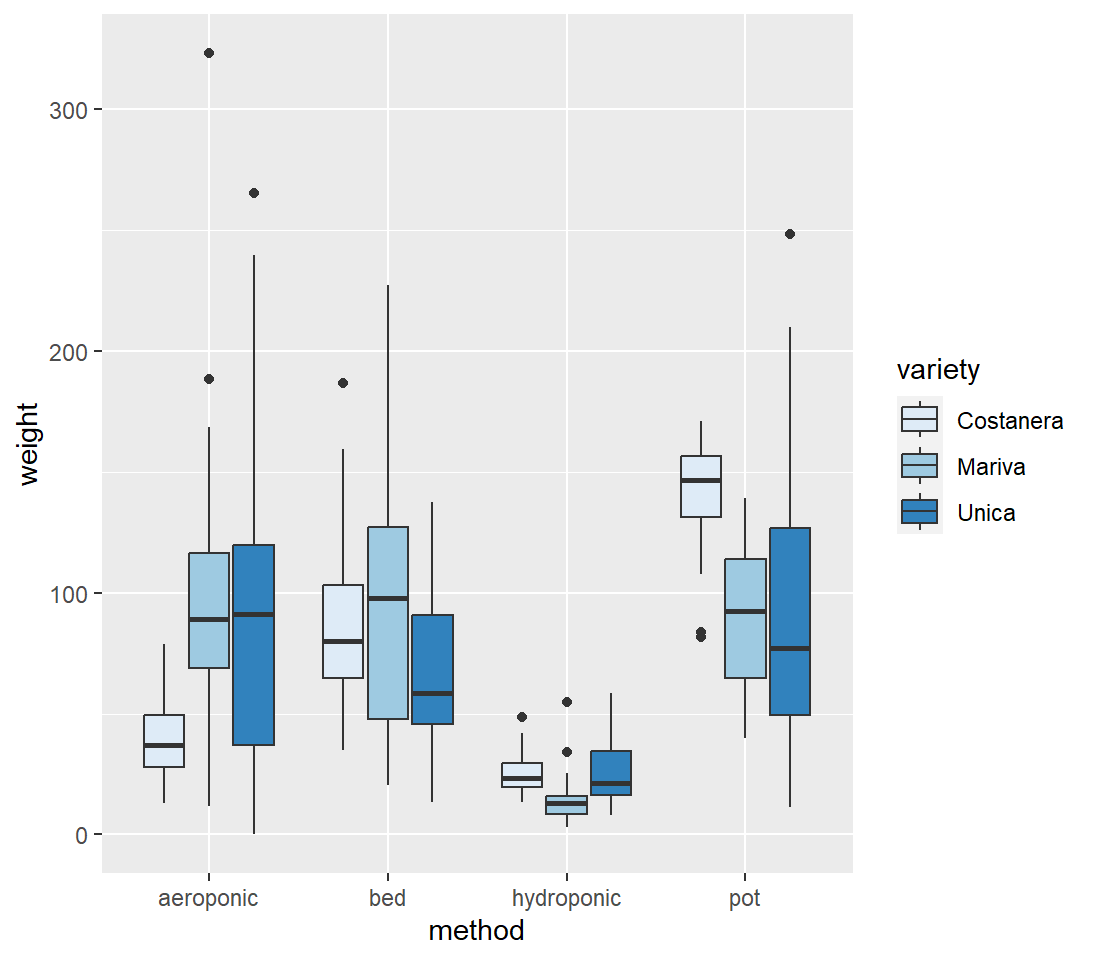 300
200
100
0
weight
aeroponic bed hydroponic pot
method
variety
Costanera
Mariva
Unica